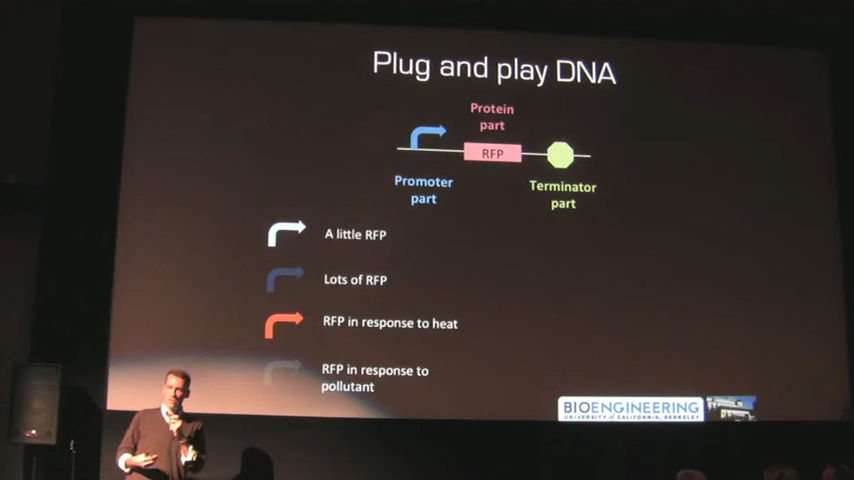 Plug and play DNA
Protein
part
RFP
Promoter
part
Terminator
part
A little RFP
Lots of RFP
RFP in response to heat
RFP in response to
pollutant
BIOENGINEERING
UNIVERSITY of CALIFORNIA, BERKELEY